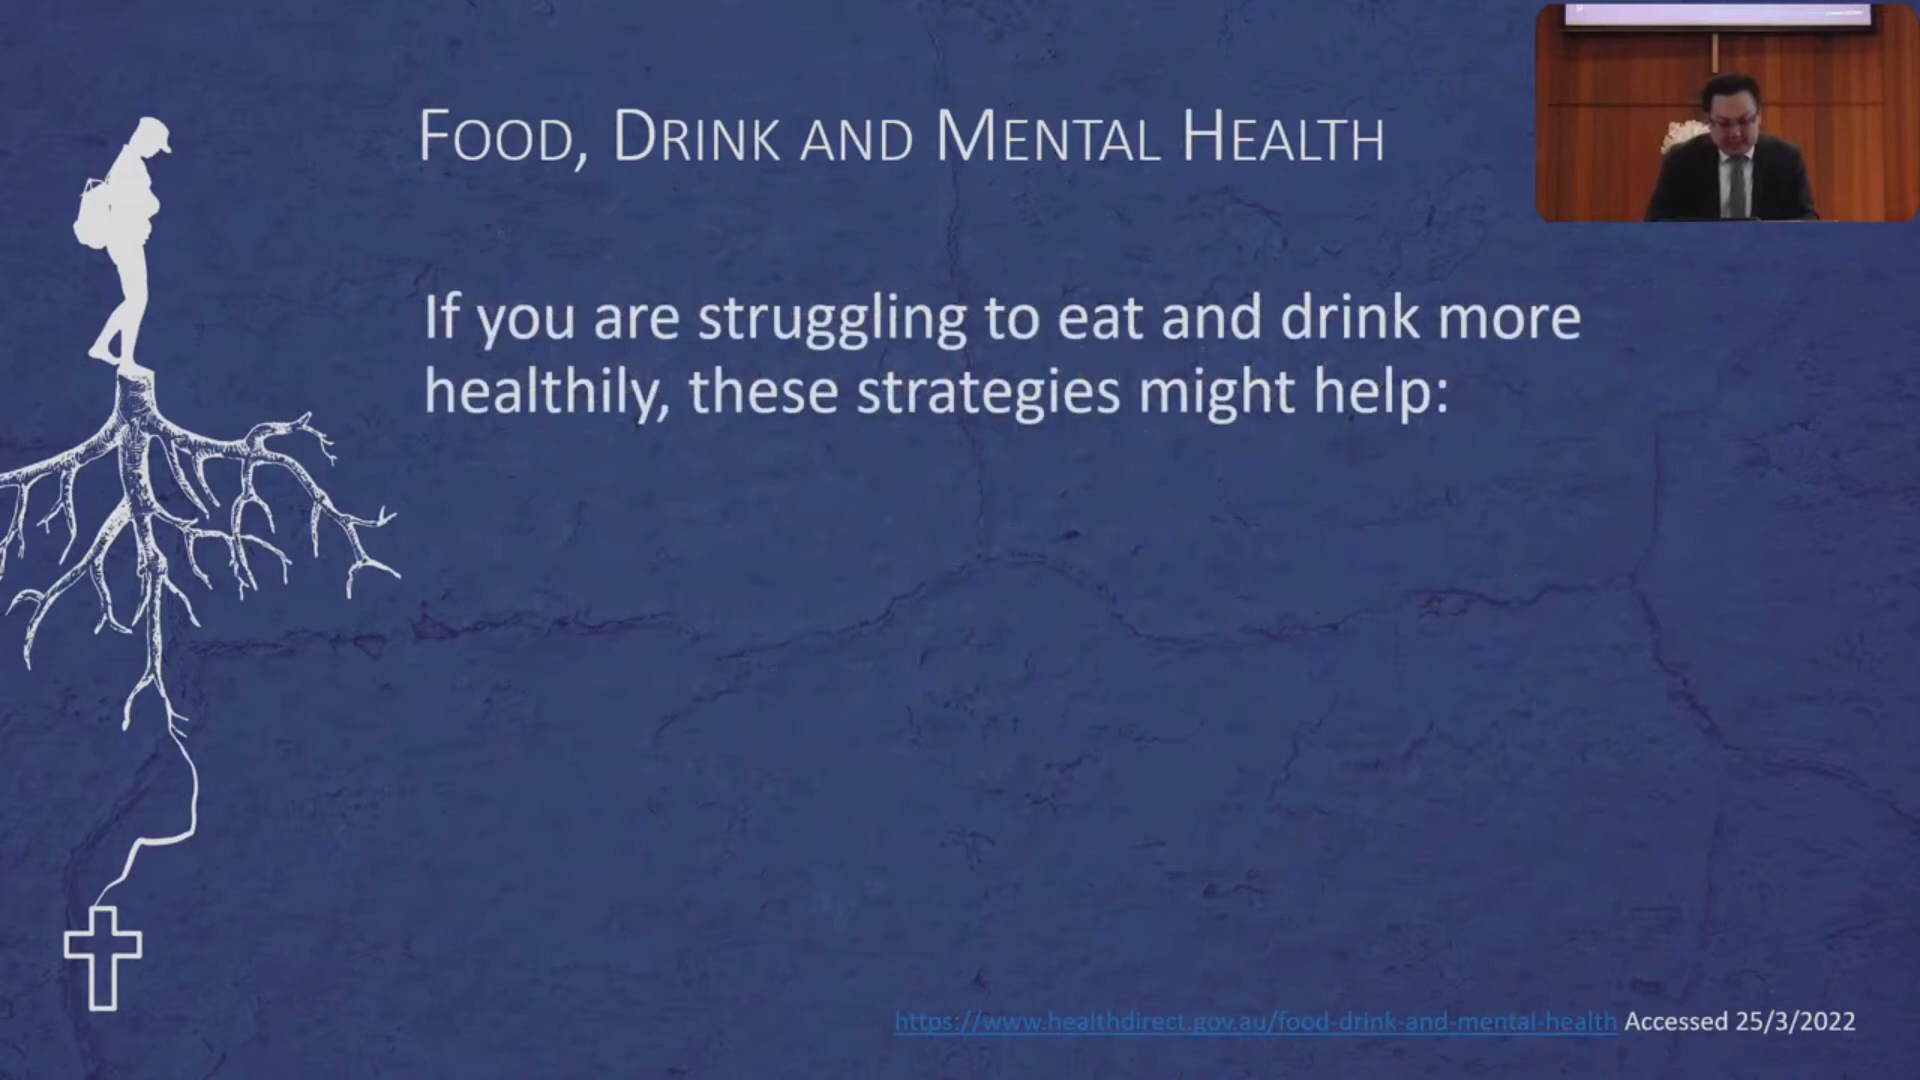 FOOD, DRINK AND MENTAL HEALTH
If you are struggling to eat and drink more
healthily, these strategies might help:
https://www.healthdirect.gov.au/food-drink-and-mental-health Accessed 25/3/2022